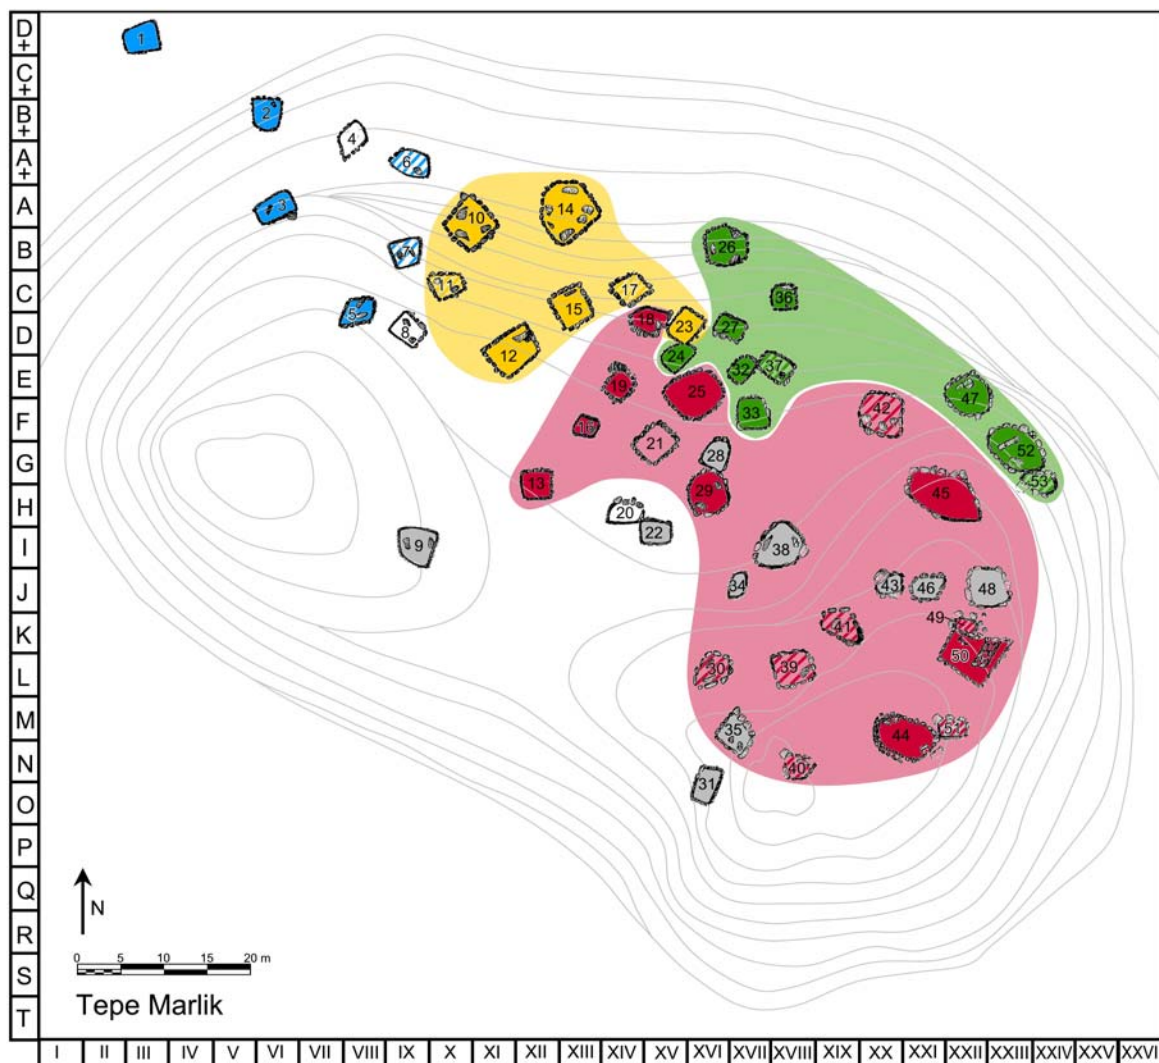 D
+
1
C
+
B
+
2
4
A
+
6
A
3
10
14
B
7
26
C
11
17
36
5
15
D
8
18
23
27
12
24
E
32
37
19
25
47
F
16
33
42
21
52
G
28
13
29
53
45
H
20
22
I
9
38
J
34
43
46
48
K
41
49
50
L
30
39
M
35
44
51
N
40
O
31
P
Q
N
R
0 5 10 15 20 m
S
Tepe Marlik
T
I II III IV V VI VII VIII IX X XI XII XIII XIV XV XVI XVII XVIII XIX XX XXI XXII XXIII XXIV XXV XXVI